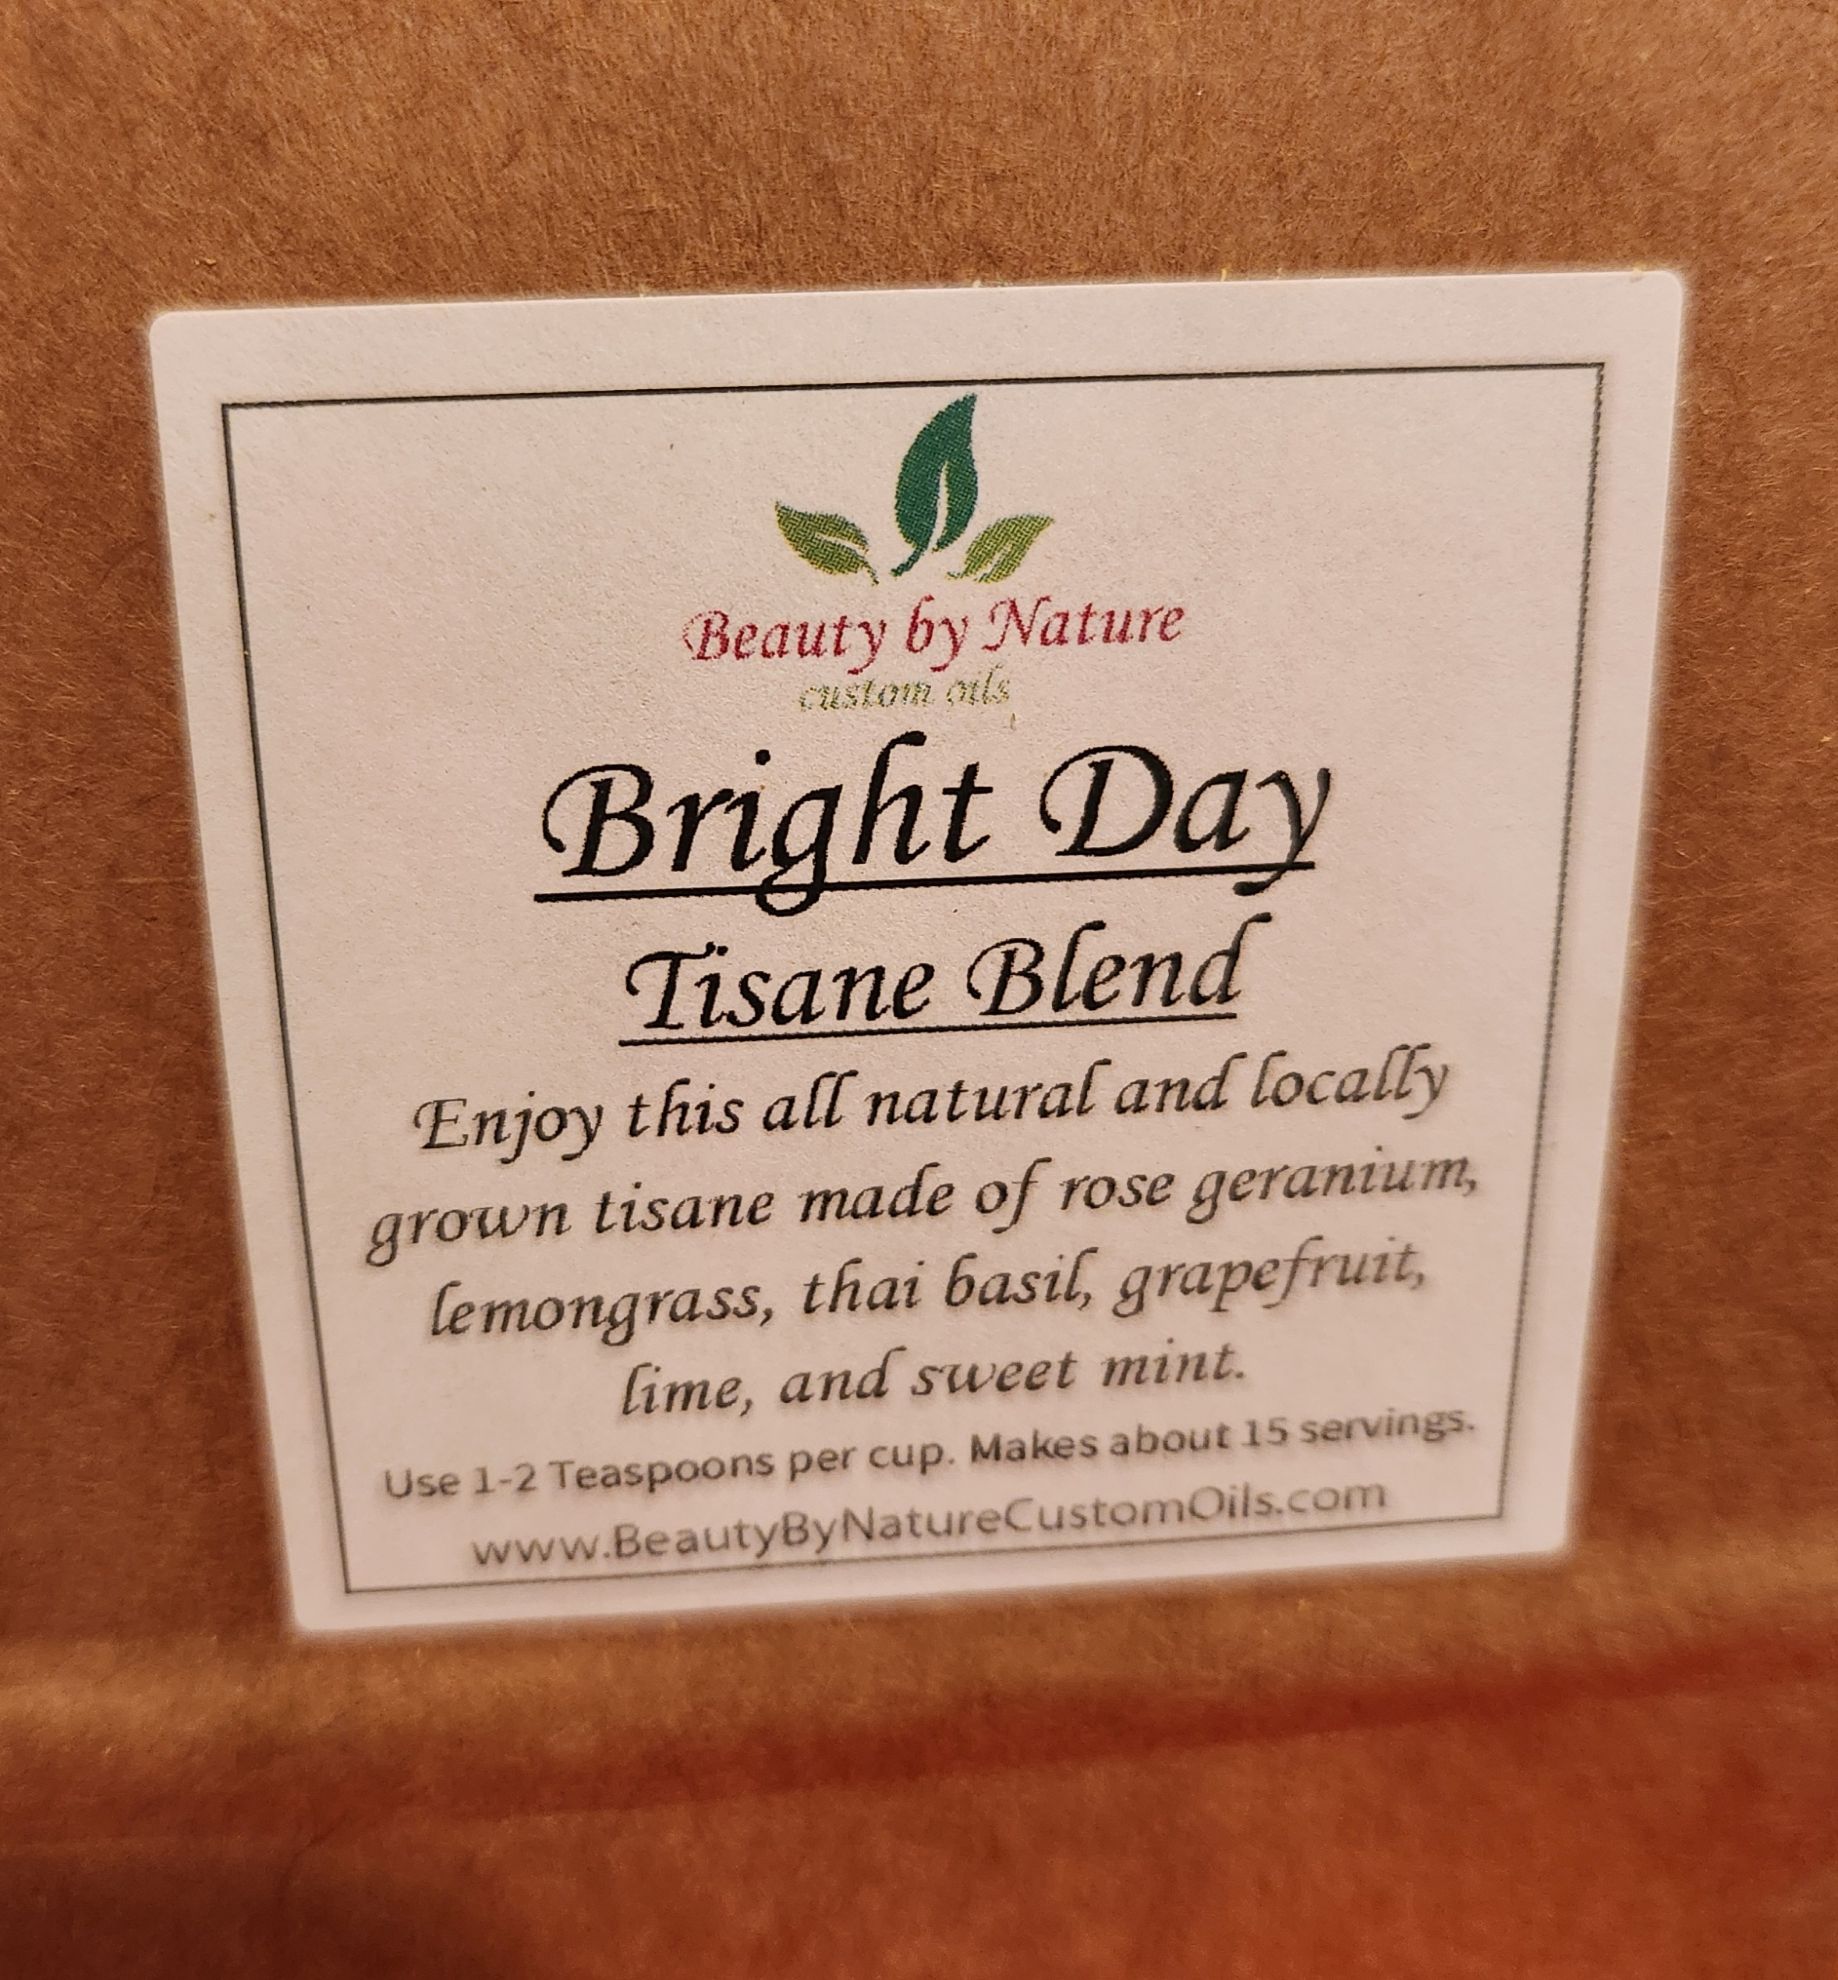 Beauty by Nature
custom oils
Bright Day
Tisane Blend
Enjoy this all natural and locally
grown tisane made of rose geranium,
lemongrass, thai basil, grapefruit,
lime, and sweet mint.
Use 1-2 Teaspoons per cup. Makes about 15 servings.
www.BeautyByNatureCustomOils.com